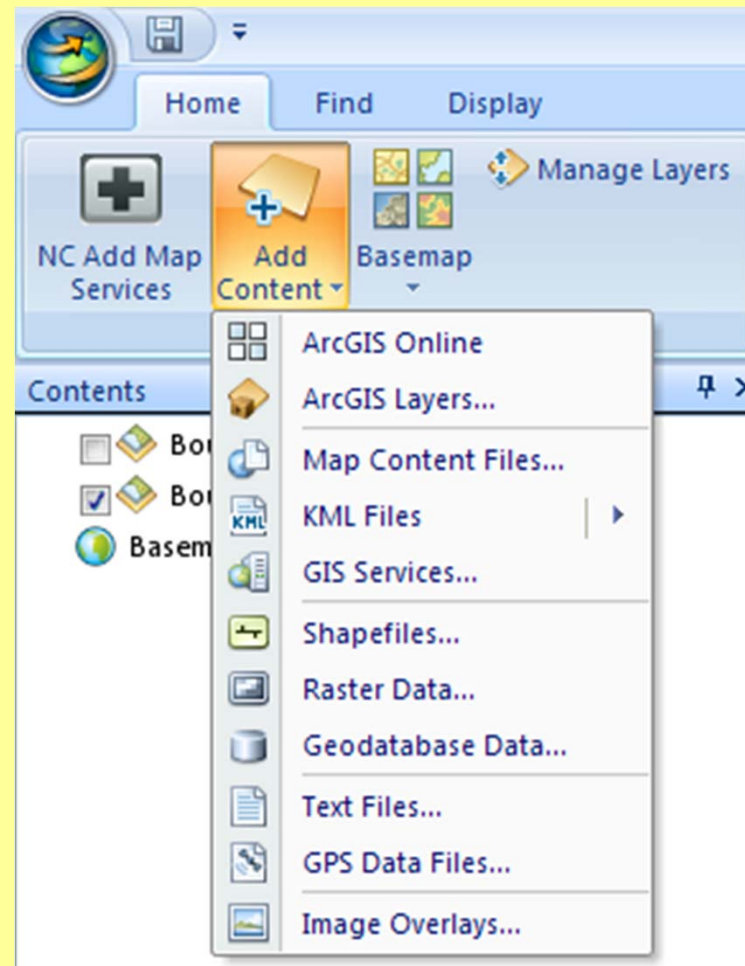 Home Find Display
Manage Layers
NC Add Map Services
Add Content
Basemap
ArcGIS Online
Contents
ArcGIS Layers...
Map Content Files...
KML
KML Files
GIS Services...
Shapefiles...
Raster Data...
Geodatabase Data...
Text Files...
GPS Data Files...
Image Overlays...